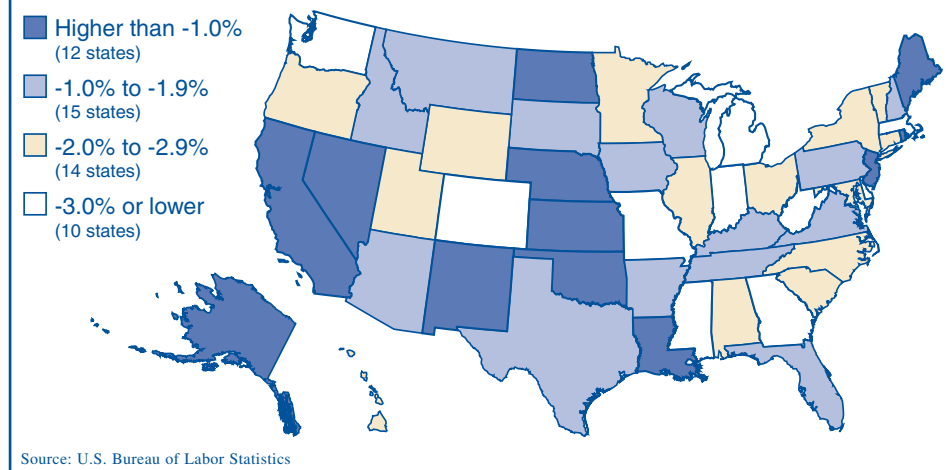 Higher than -1.0%
(12 states)
-1.0% to -1.9%
(15 states)
-2.0% to -2.9%
(14 states)
-3.0% or lower
(10 states)
Source: U.S. Bureau of Labor Statistics